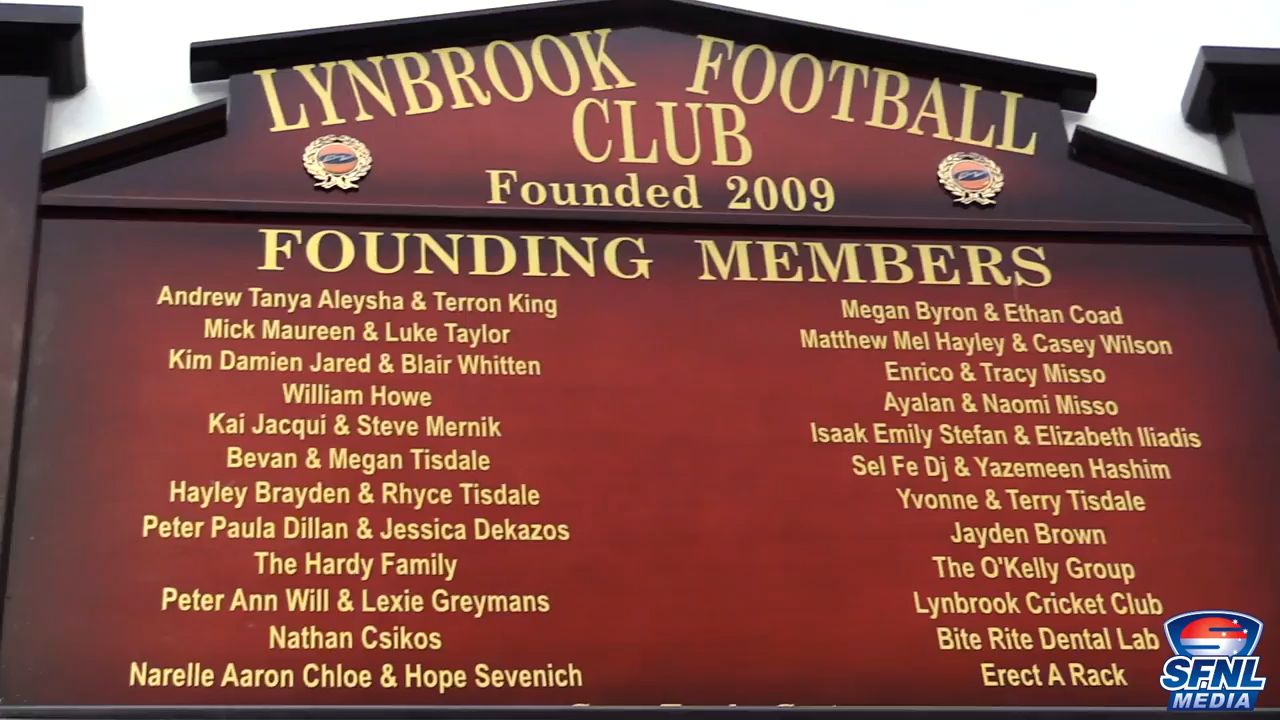 LYNBROOK FOOTBALL
CLUB
Founded 2009
FOUNDING MEMBERS
Andrew Tanya Aleysha & Terron King
Mick Maureen & Luke Taylor
Kim Damien Jared & Blair Whitten
William Howe
Kai Jacqui & Steve Mernik
Bevan & Megan Tisdale
Hayley Brayden & Rhyce Tisdale
Peter Paula Dillan & Jessica Dekazos
The Hardy Family
Peter Ann Will & Lexie Greymans
Nathan Csikos
Narelle Aaron Chloe & Hope Sevenich
Megan Byron & Ethan Coad
Matthew Mel Hayley & Casey Wilson
Enrico & Tracy Misso
Ayalan & Naomi Misso
Isaak Emily Stefan & Elizabeth Iliadis
Sel Fe Dj & Yazemeen Hashim
Yvonne & Terry Tisdale
Jayden Brown
The O'Kelly Group
Lynbrook Cricket Club
Bite Rite Dental Lab
Erect A Rack
SFNL
MEDIA